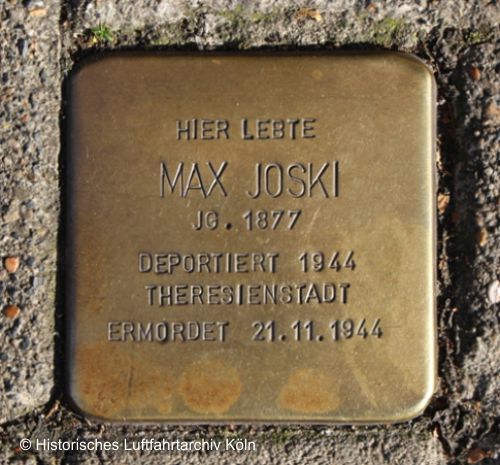 HIER LEBTE
MAX JOSKI
JG. 1877
DEPORTIERT 1944
THERESIENSTADT
ERMORDET 21.11.1944
© Historisches Luftfahrtarchiv Köln